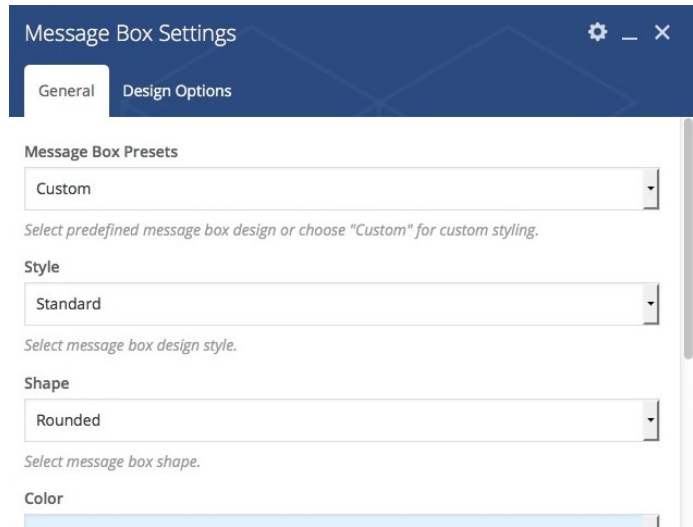 Message Box Settings
General
Design Options
Message Box Presets
Custom
Select predefined message box design or choose "Custom" for custom styling.
Style
Standard
Select message box design style.
Shape
Rounded
Select message box shape.
Color